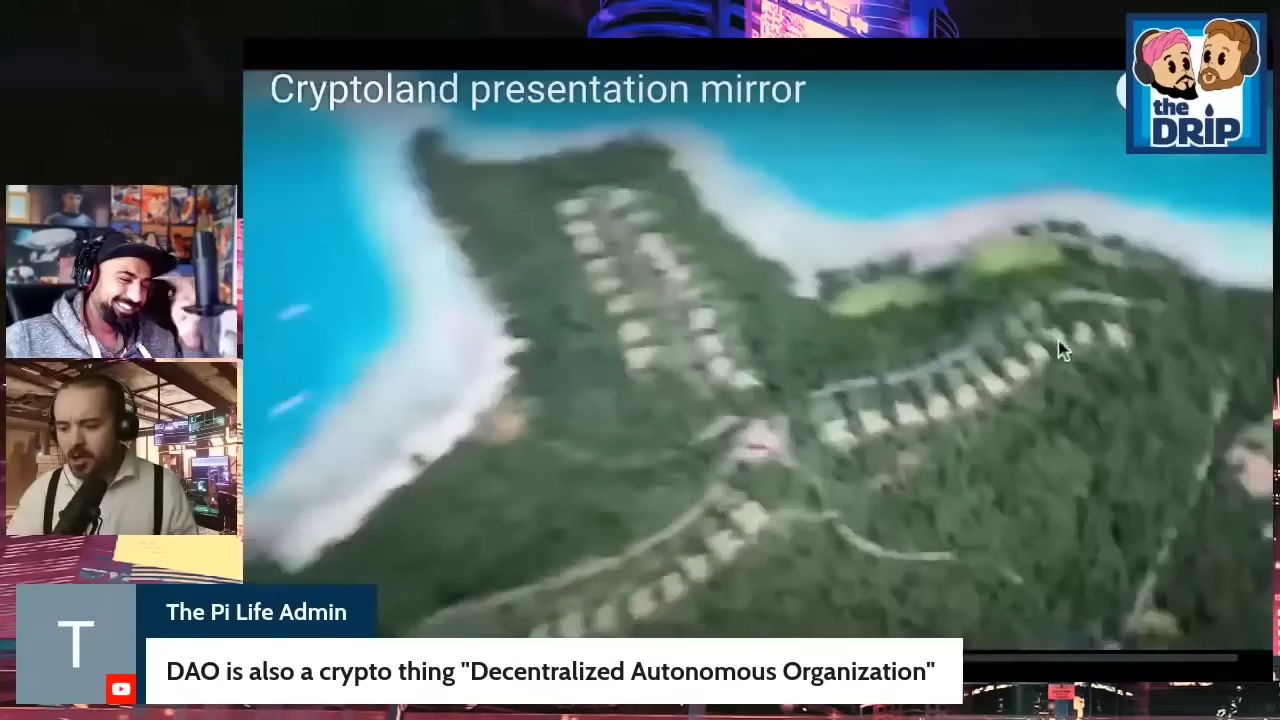 Cryptoland presentation mirror
the
DRIP
The Pi Life Admin
T
DAO is also a crypto thing "Decentralized Autonomous Organization"